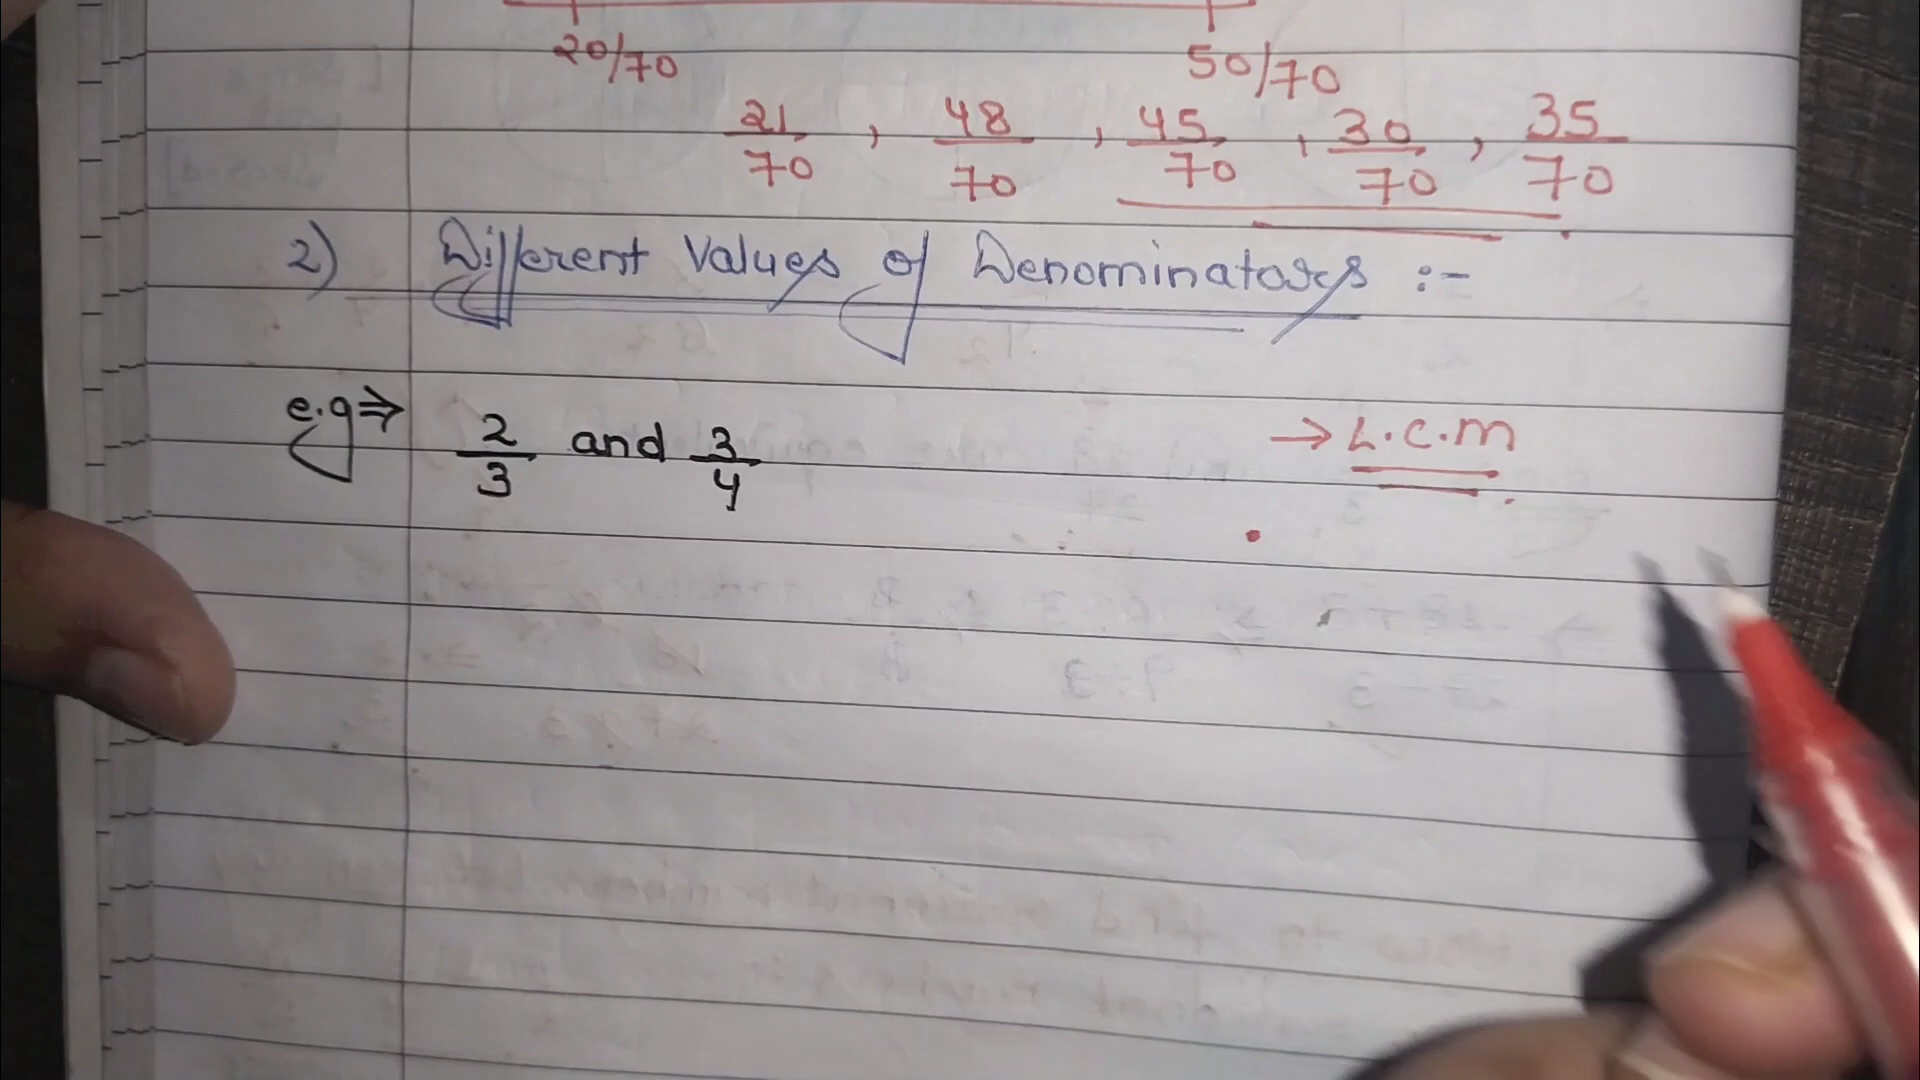 20/70 50/70
21/70 , 48/70 , 45/70 , 30/70 , 35/70
2) Different Values of Denominators :-
e.g⇒ 2/3 and 3/4 → L.C.M